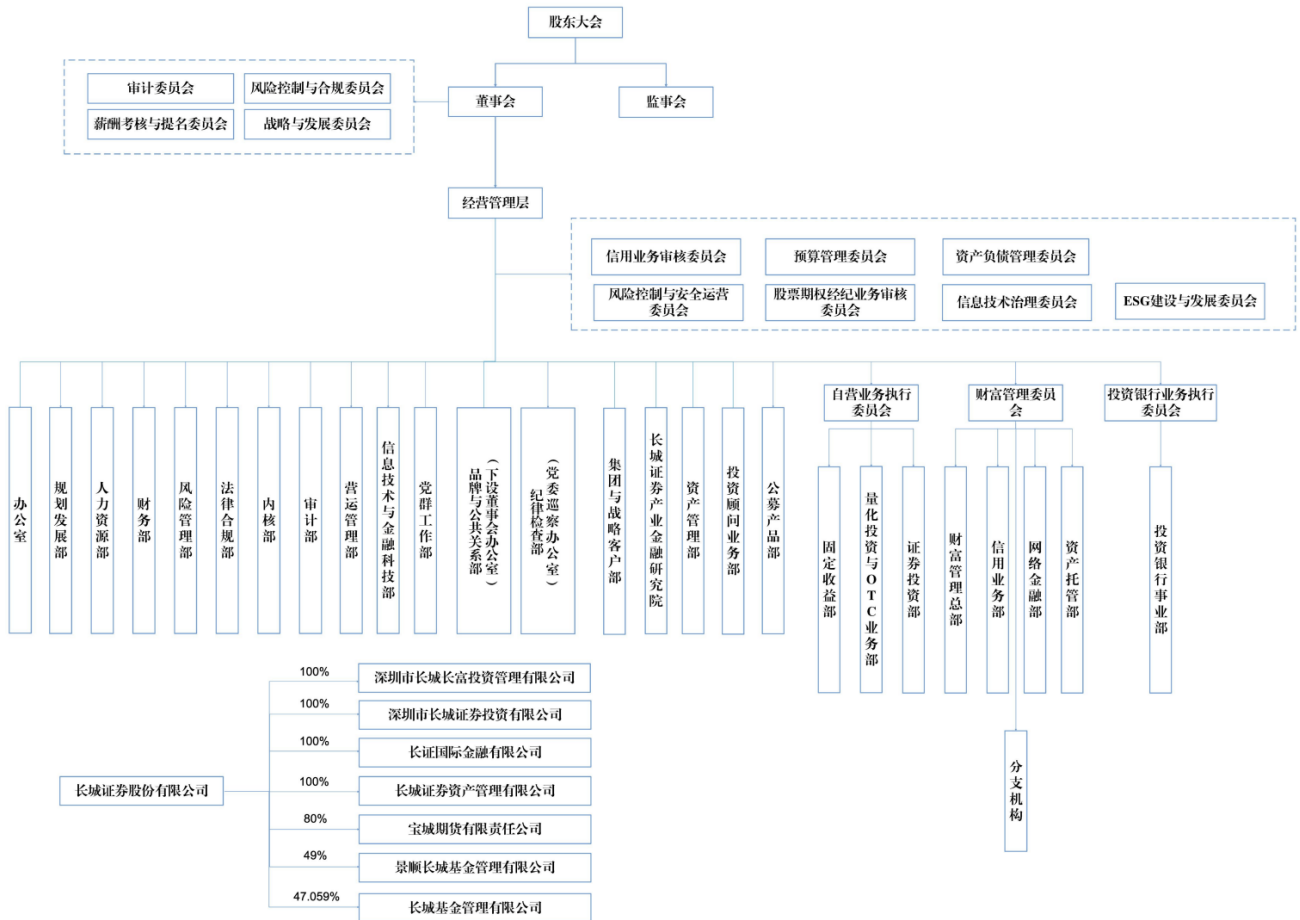 股东大会
董事会
监事会
审计委员会
风险控制与合规委员会
薪酬考核与提名委员会
战略与发展委员会
经营管理层
信用业务审核委员会
预算管理委员会
资产负债管理委员会
风险控制与安全运营
委员会
股票期权经纪业务审核
委员会
信息技术治理委员会
ESG建设与发展委员会
办公室
规划发展部
人力资源部
财务部
风险管理部
法律合规部
内核部
审计部
营运管理部
信息技术与金融科技部
党群工作部
品牌与公共关系部
（下设董事会办公室）
纪律检查部
（党委巡察办公室）
集团与战略客户部
长城证券产业金融研究院
资产管理部
投资顾问业务部
公募产品部
自营业务执行
委员会
固定收益部
量化投资与OTC业务部
证券投资部
财富管理委员
会
财富管理总部
信用业务部
网络金融部
资产托管部
分支机构
投资银行业务执行
委员会
投资银行事业部
长城证券股份有限公司
100%
深圳市长城长富投资管理有限公司
100%
深圳市长城证券投资有限公司
100%
长证国际金融有限公司
100%
长城证券资产管理有限公司
80%
宝城期货有限责任公司
49%
景顺长城基金管理有限公司
47.059%
长城基金管理有限公司